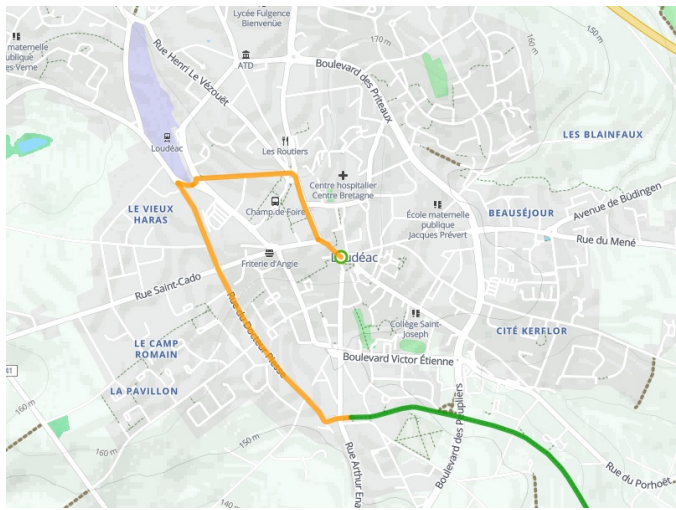 Lycée Fulgence
Bienvenüe
170 m
160 m
150 m
maternelle
publique
es Verne
ATD
Rue Henri Le Vézouët
Boulevard des Priteaux
LES BLAINFAUX
Loudéac
Les Routiers
Centre hospitalier
Centre Bretagne
LE VIEUX
HARAS
Champ-de-Foire
École maternelle
publique
Jacques Prévert
BEAUSÉJOUR
Avenue de Büdingen
Rue du Mené
Friterie d'Angie
Loudéac
Rue Saint-Cado
Rue du Docteur Plesse
Collège Saint-
Joseph
CITÉ KERFLOR
LE CAMP
ROMAIN
Boulevard Victor Étienne
41
LA PAVILLON
160 m
150 m
Boulevard des Peupliers
Rue Arthur Ena
Rue du Porhoët
140 m